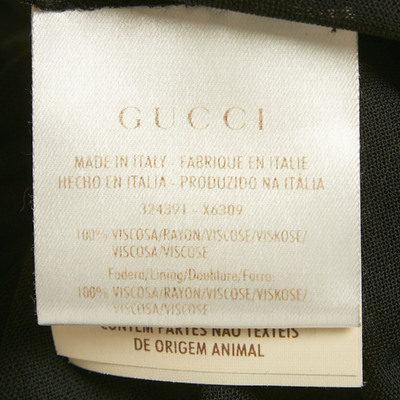 GUCCI
MADE IN ITALY - FABRIQUE EN ITALIE
HECHO EN ITALIA - PRODUZIDO NA ITÁLIA
324391 - X6309
100% VISCOSA/RAYON/VISCOSE/VISKOSE/
VISCOSA/VISCOSE
Fodera/Lining/Doublure/Forro:
100% VISCOSA/RAYON/VISCOSE/VISKOSE/
VISCOSA/VISCOSE
CONTÉM PARTES NÃO TÊXTEIS
DE ORIGEM ANIMAL